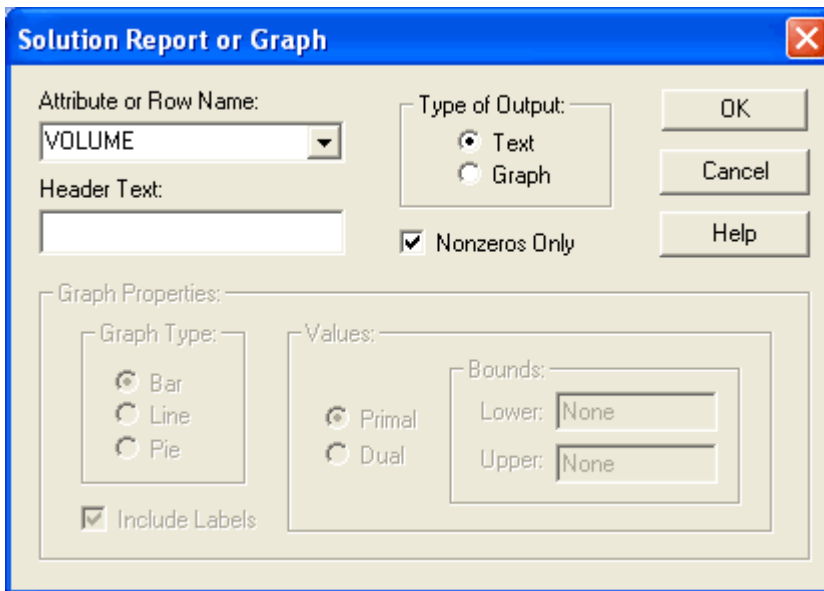 Solution Report or Graph
Attribute or Row Name:
VOLUME
Header Text:
Type of Output:
Text
Graph
Nonzeros Only
OK
Cancel
Help
Graph Properties:
Graph Type:
Bar
Line
Pie
Include Labels
Values:
Primal
Dual
Bounds:
Lower: None
Upper: None